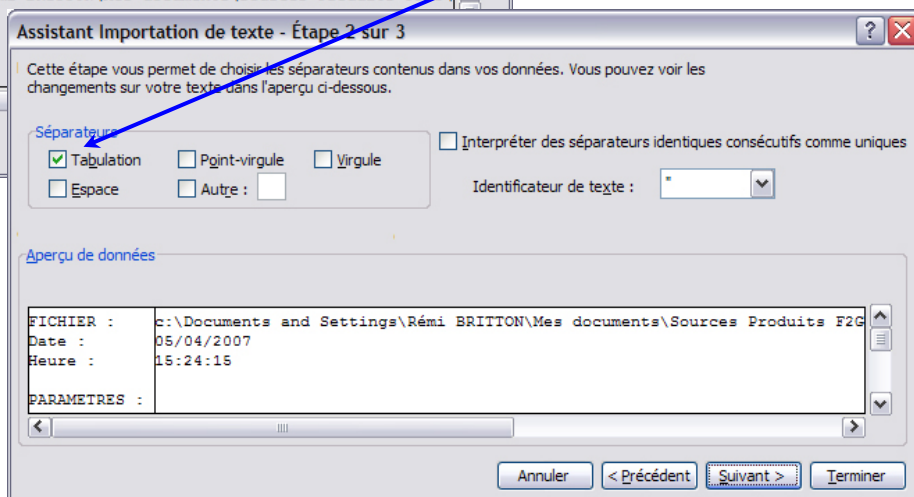 Assistant Importation de texte - Étape 2 sur 3
Cette étape vous permet de choisir les séparateurs contenus dans vos données. Vous pouvez voir les
changements sur votre texte dans l'aperçu ci-dessous.
Séparateurs
Tabulation Point-virgule Virgule
Espace Autre :
Interpréter des séparateurs identiques consécutifs comme uniques
Identificateur de texte : "
Aperçu de données
FICHIER : c:\Documents and Settings\Rémi BRITTON\Mes documents\Sources Produits F2G
Date : 05/04/2007
Heure : 15:24:15
PARAMETRES :
Annuler < Précédent Suivant > Terminer